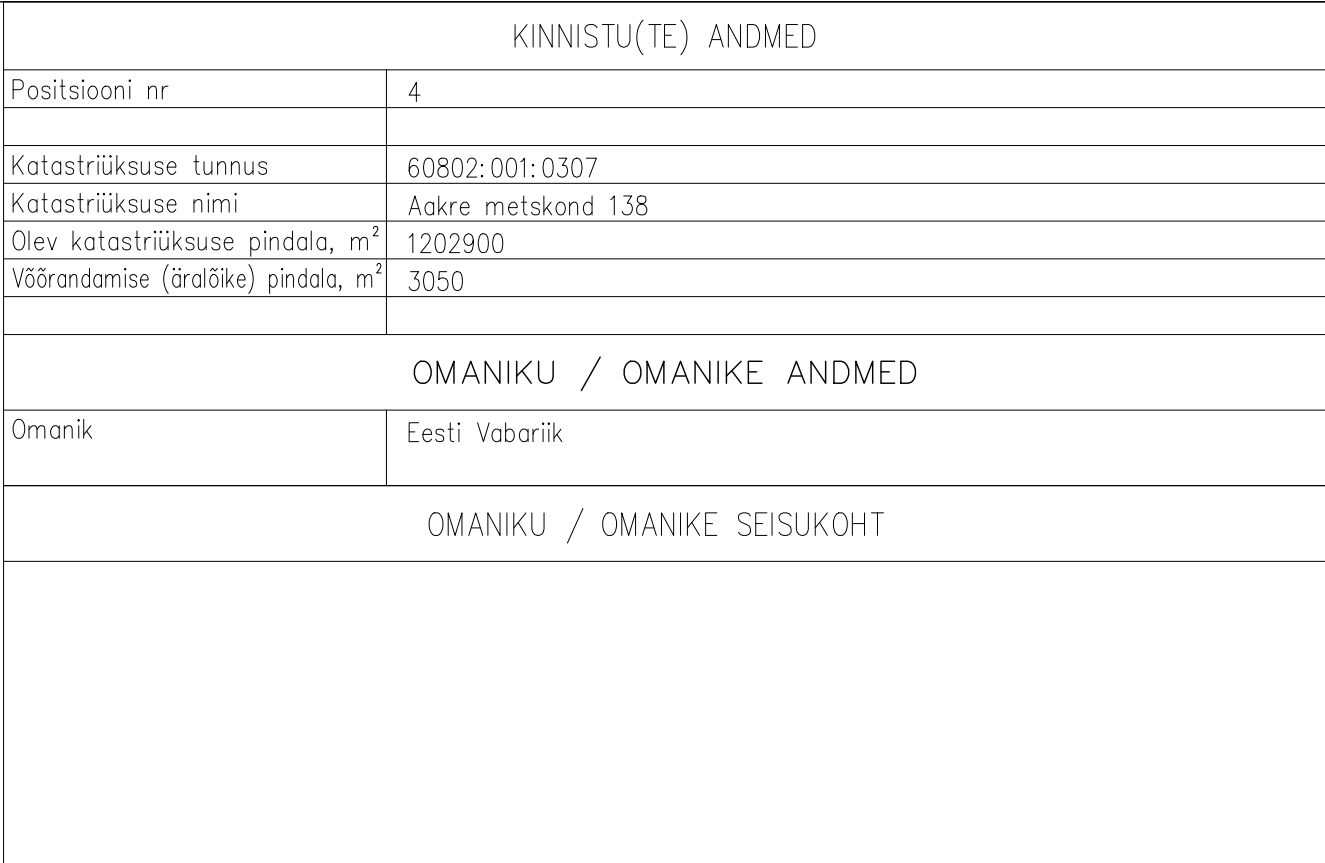 KINNISTU(TE) ANDMED
Positsiooni nr 4
Katastriüksuse tunnus 60802:001:0307
Katastriüksuse nimi Aakre metskond 138
Olev katastriüksuse pindala, m² 1202900
Võõrandamise (äralõike) pindala, m² 3050
OMANIKU / OMANIKE ANDMED
Omanik Eesti Vabariik
OMANIKU / OMANIKE SEISUKOHT